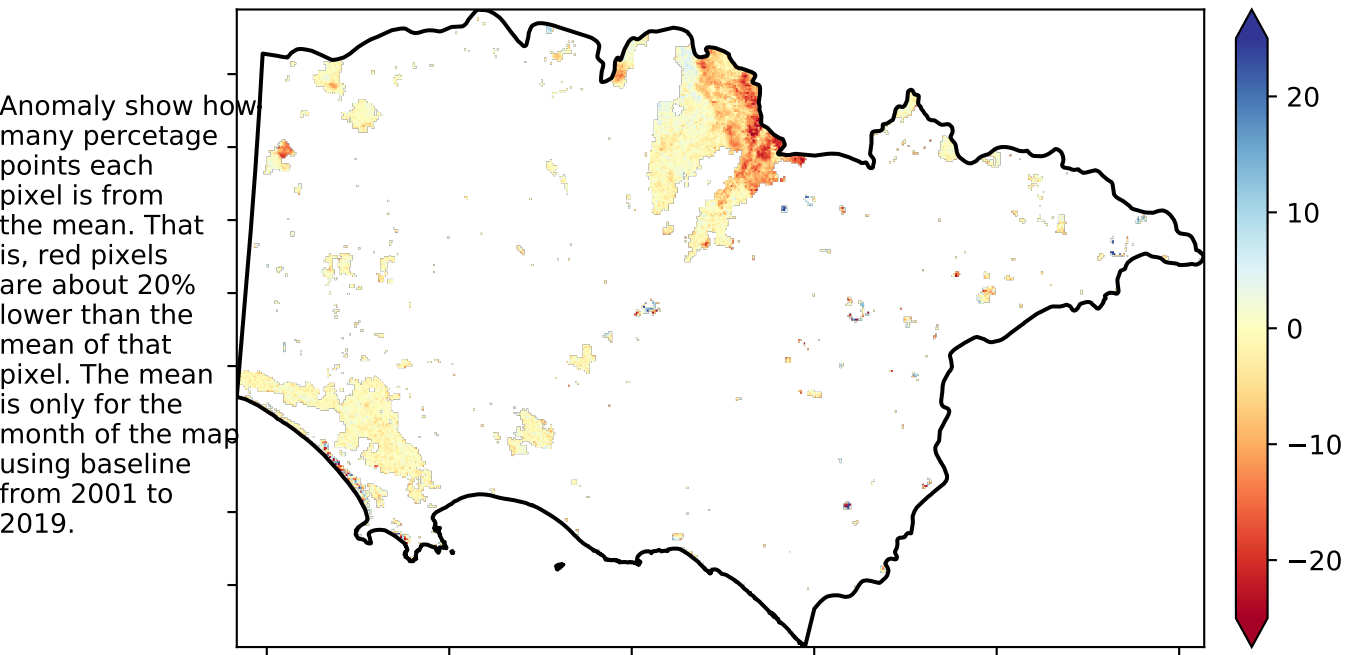 Anomaly show how
many percetage
points each
pixel is from
the mean. That
is, red pixels
are about 20%
lower than the
mean of that
pixel. The mean
is only for the
month of the map
using baseline
from 2001 to
2019.
20
10
0
−10
−20